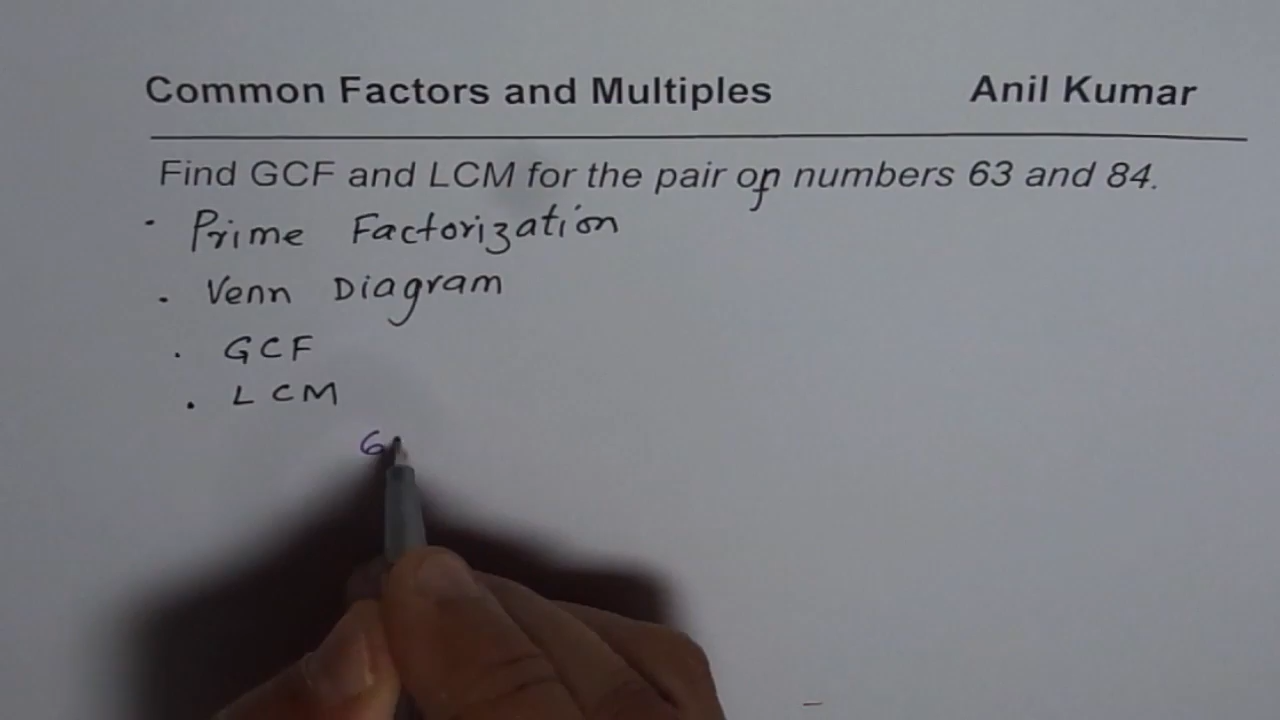 Common Factors and Multiples Anil Kumar
Find GCF and LCM for the pair of numbers 63 and 84.
. Prime Factorization
. Venn Diagram
. GCF
. LCM
6